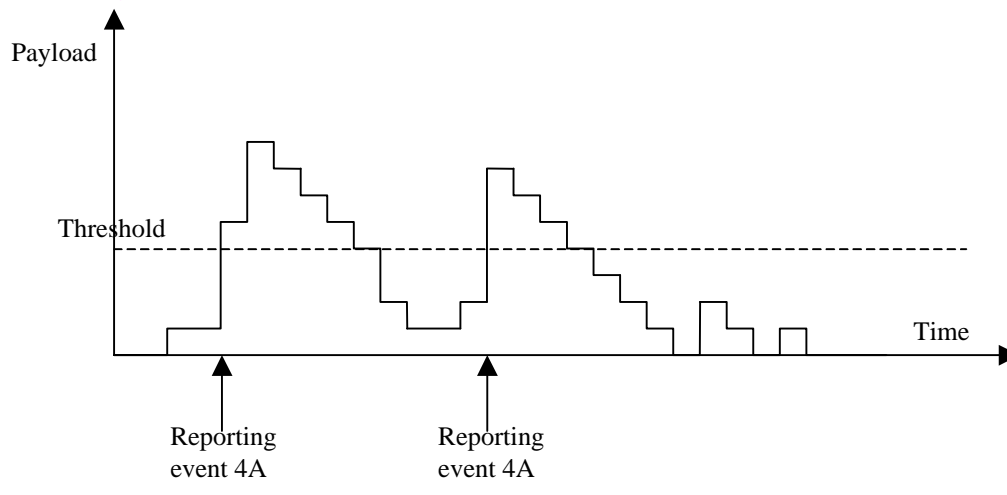 Payload
Threshold
Time
Reporting
event 4A
Reporting
event 4A